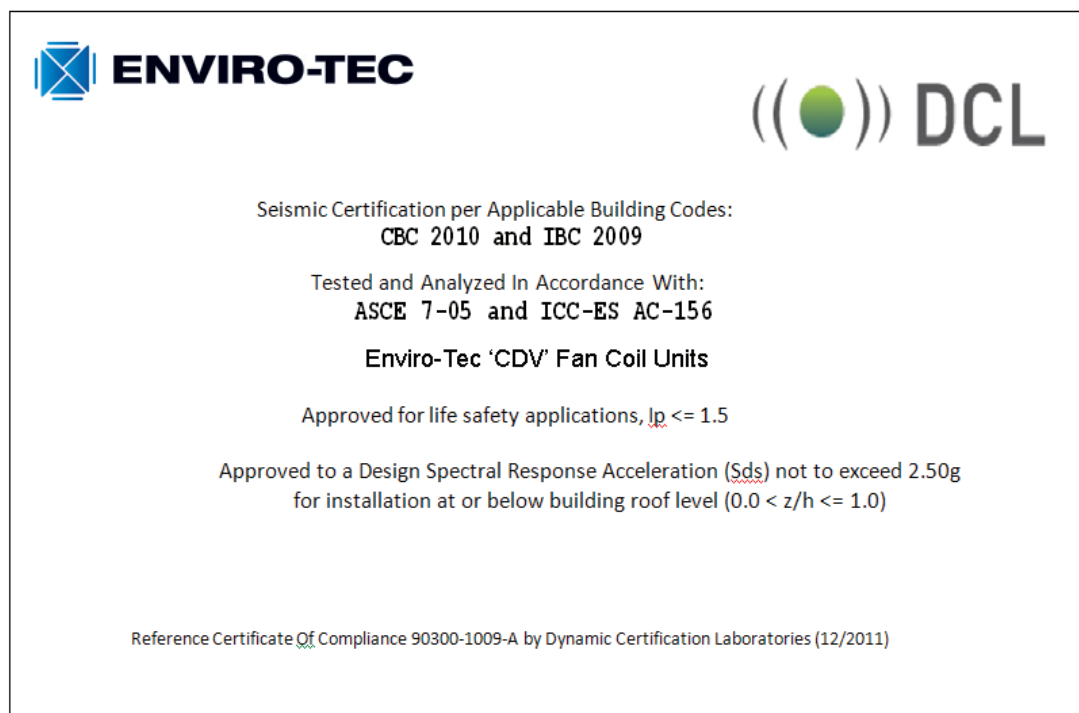 ENVIRO-TEC
DCL
Seismic Certification per Applicable Building Codes:
CBC 2010 and IBC 2009
Tested and Analyzed In Accordance With:
ASCE 7-05 and ICC-ES AC-156
Enviro-Tec ‘CDV’ Fan Coil Units
Approved for life safety applications, Ip <= 1.5
Approved to a Design Spectral Response Acceleration (Sds) not to exceed 2.50g
for installation at or below building roof level (0.0 < z/h <= 1.0)
Reference Certificate Of Compliance 90300-1009-A by Dynamic Certification Laboratories (12/2011)